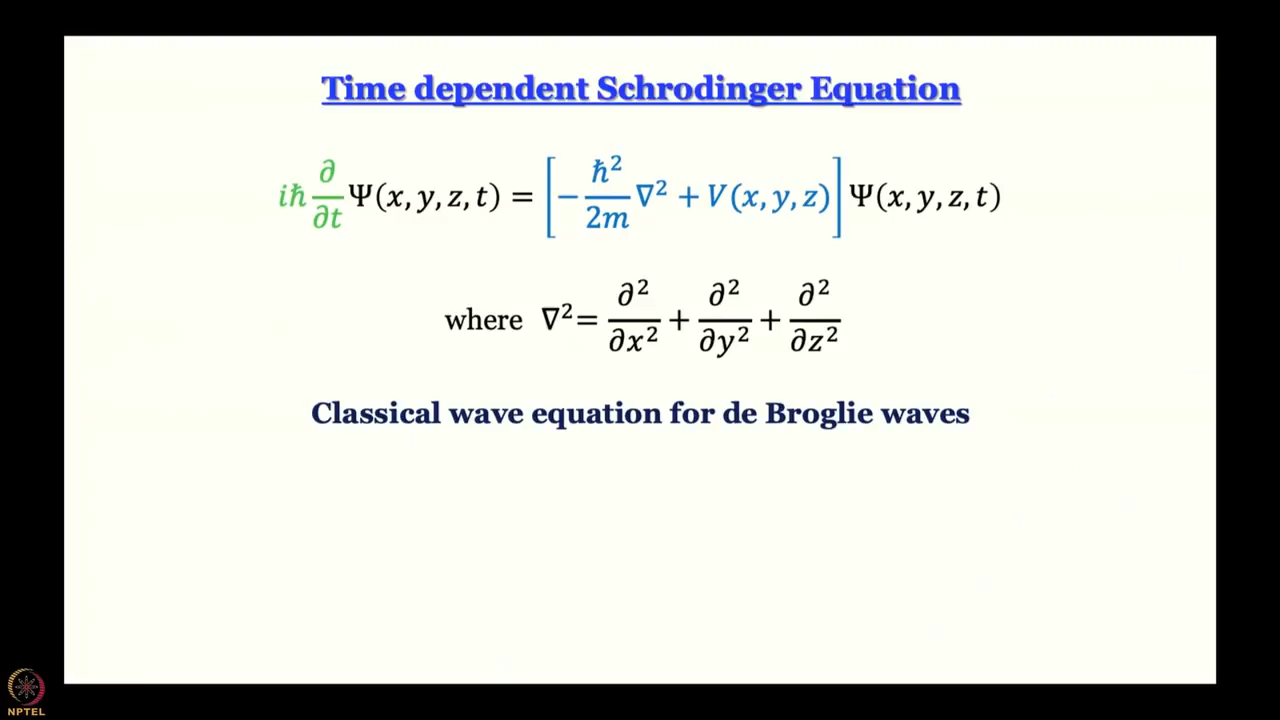 Time dependent Schrodinger Equation
iℏ ∂/∂t Ψ(x, y, z, t) = [−ℏ²/2m ∇² + V(x, y, z)] Ψ(x, y, z, t)
where ∇²= ∂²/∂x² + ∂²/∂y² + ∂²/∂z²
Classical wave equation for de Broglie waves
NPTEL